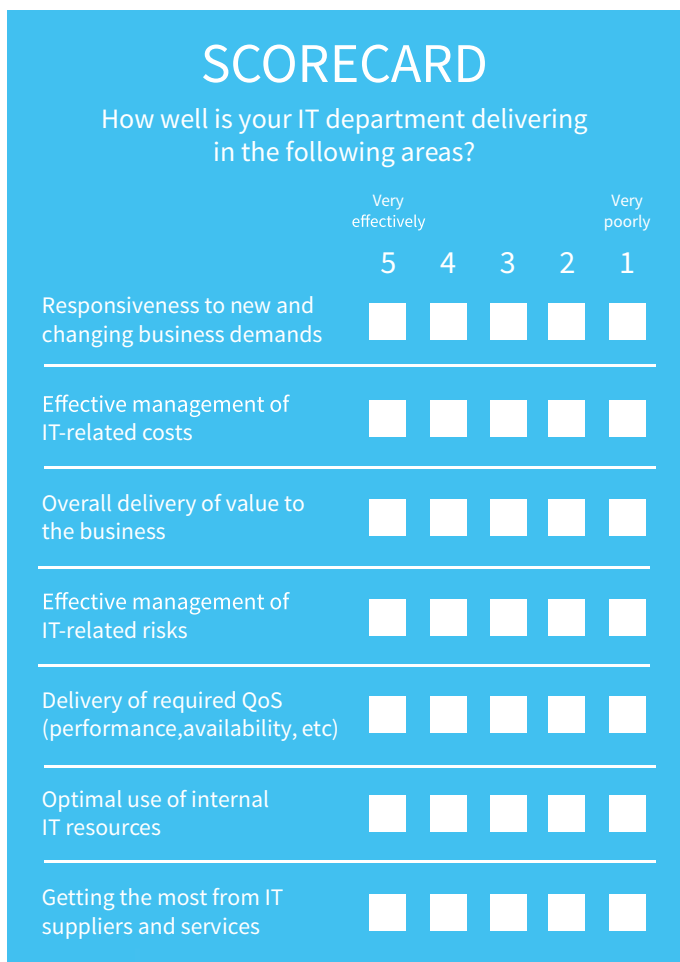 SCORECARD
How well is your IT department delivering
in the following areas?
Very
effectively
Very
poorly
5 4 3 2 1
Responsiveness to new and
changing business demands
Effective management of
IT-related costs
Overall delivery of value to
the business
Effective management of
IT-related risks
Delivery of required QoS
(performance,availability, etc)
Optimal use of internal
IT resources
Getting the most from IT
suppliers and services